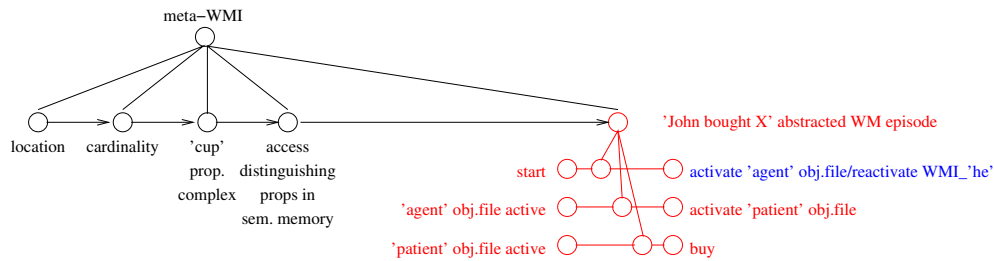 meta−WMI
location
cardinality
'cup'
prop.
complex
access
distinguishing
props in
sem. memory
'John bought X' abstracted WM episode
start
activate 'agent' obj.file/reactivate WMI_'he'
'agent' obj.file active
activate 'patient' obj.file
'patient' obj.file active
buy